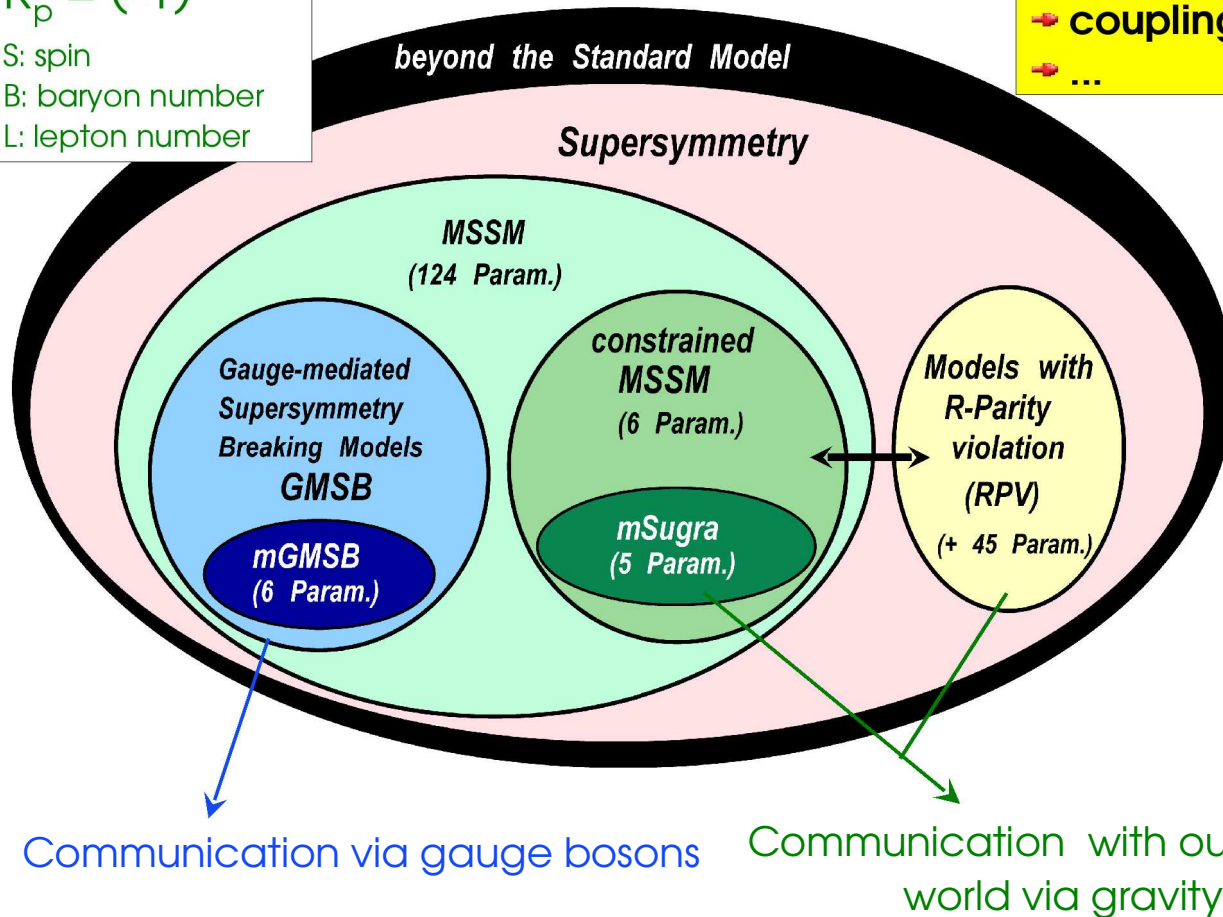 S: spin
B: baryon number
L: lepton number
➔ coupling
➔ ...
beyond the Standard Model
Supersymmetry
MSSM
(124 Param.)
Gauge-mediated
Supersymmetry
Breaking Models
GMSB
mGMSB
(6 Param.)
constrained
MSSM
(6 Param.)
mSugra
(5 Param.)
Models with
R-Parity
violation
(RPV)
(+ 45 Param.)
Communication via gauge bosons
Communication with ou
world via gravity